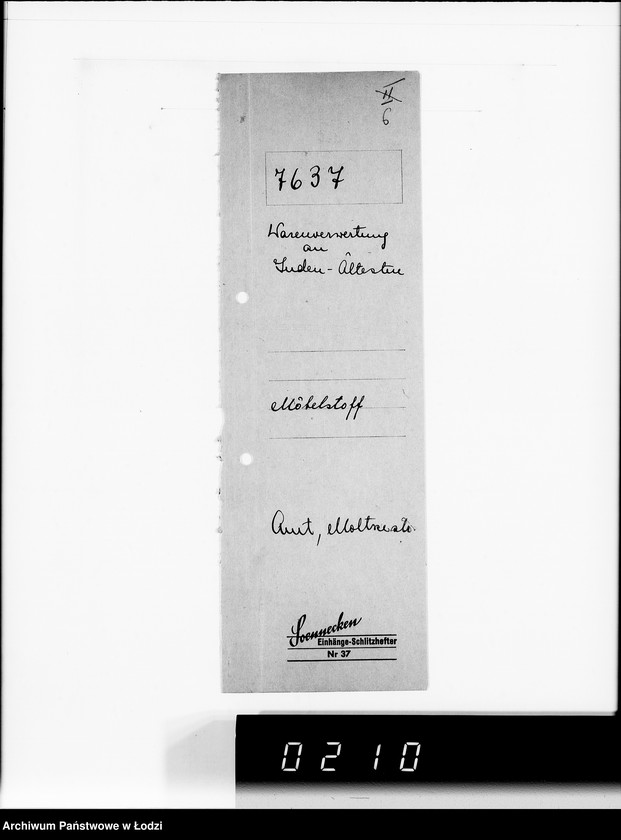 II
6
7637
Warenverwertung
an
Juden-Ältesten
Möbelstoff
Amt, Moltkestr.
Soennecken
Einhänge-Schlitzhefter
Nr 37
0210
Archiwum Państwowe w Łodzi